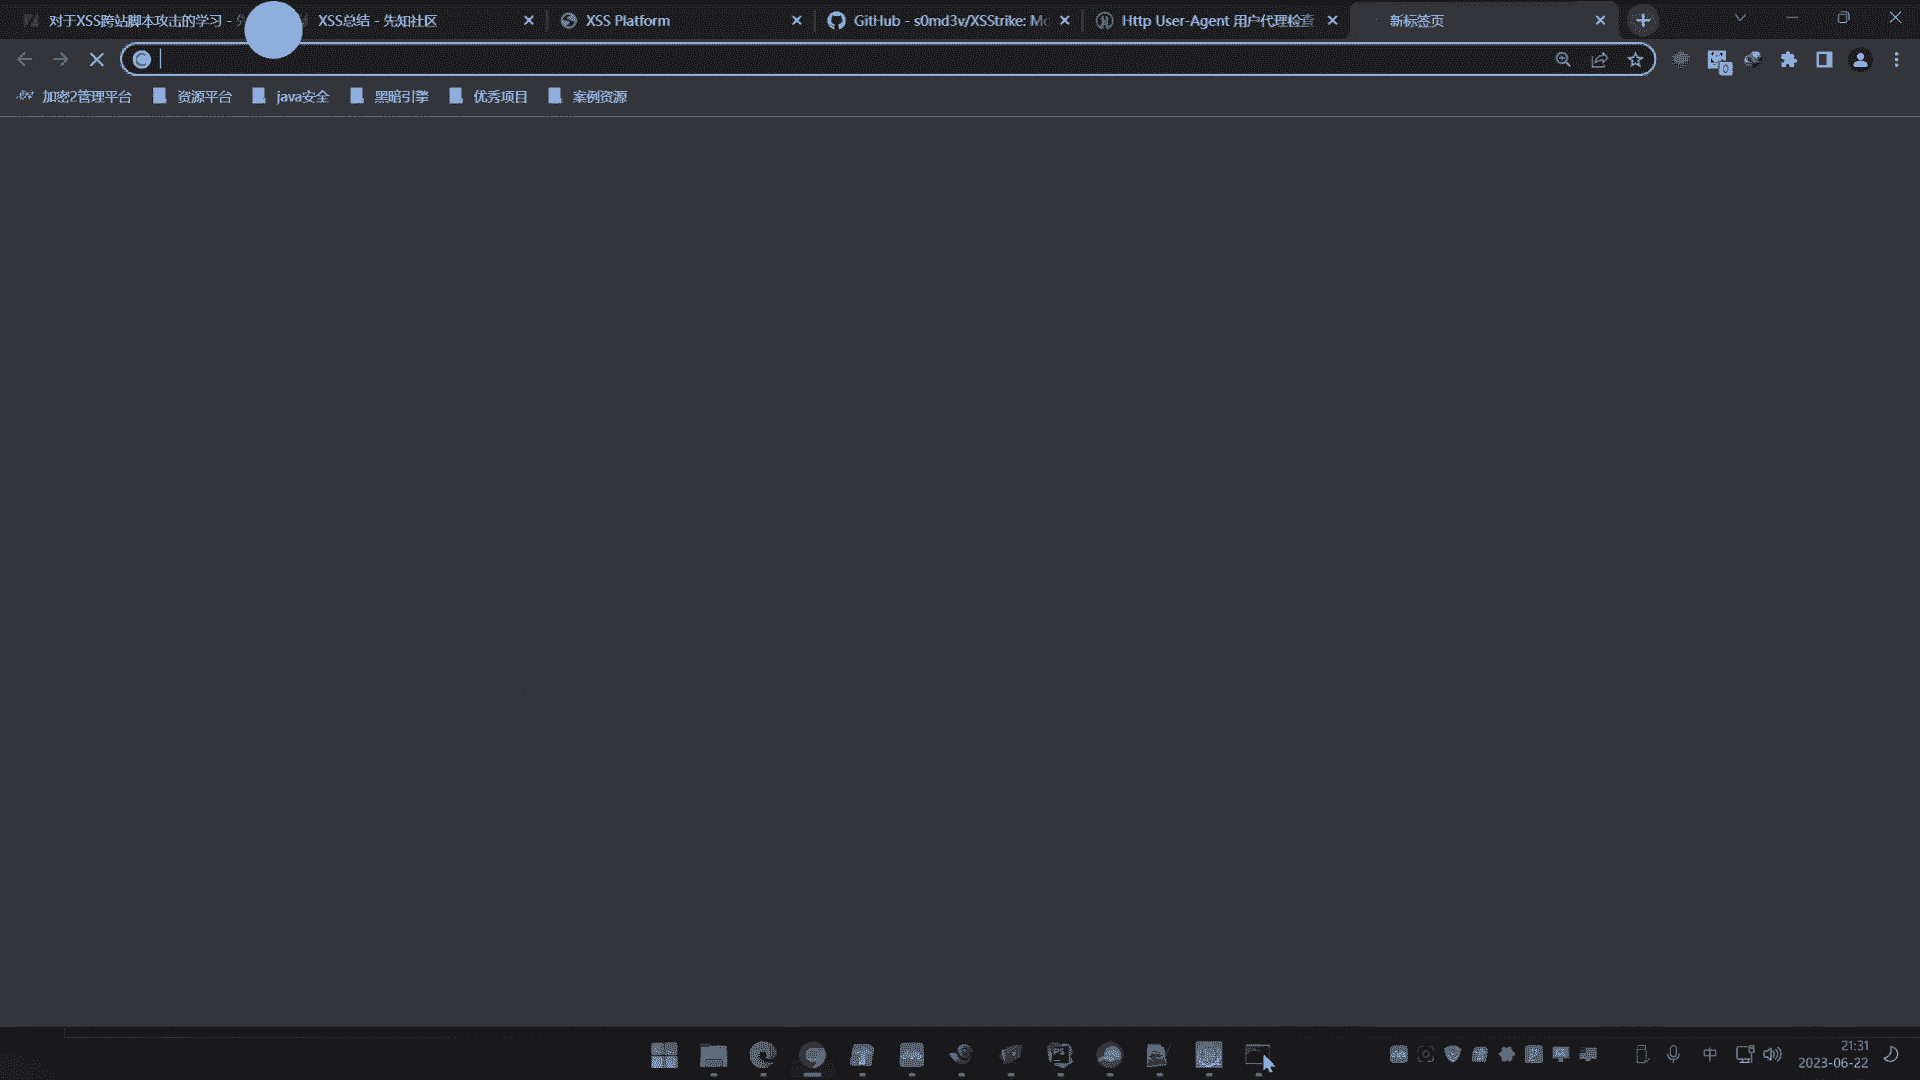 对于XSS跨站脚本攻击的学习 -
XSS总结 - 先知社区
XSS Platform
GitHub - s0md3v/XSStrike: Mo
Http User-Agent 用户代理检查
新标签页
加密2管理平台
资源平台
java安全
黑暗引擎
优秀项目
案例资源
中
21:31
2023-06-22